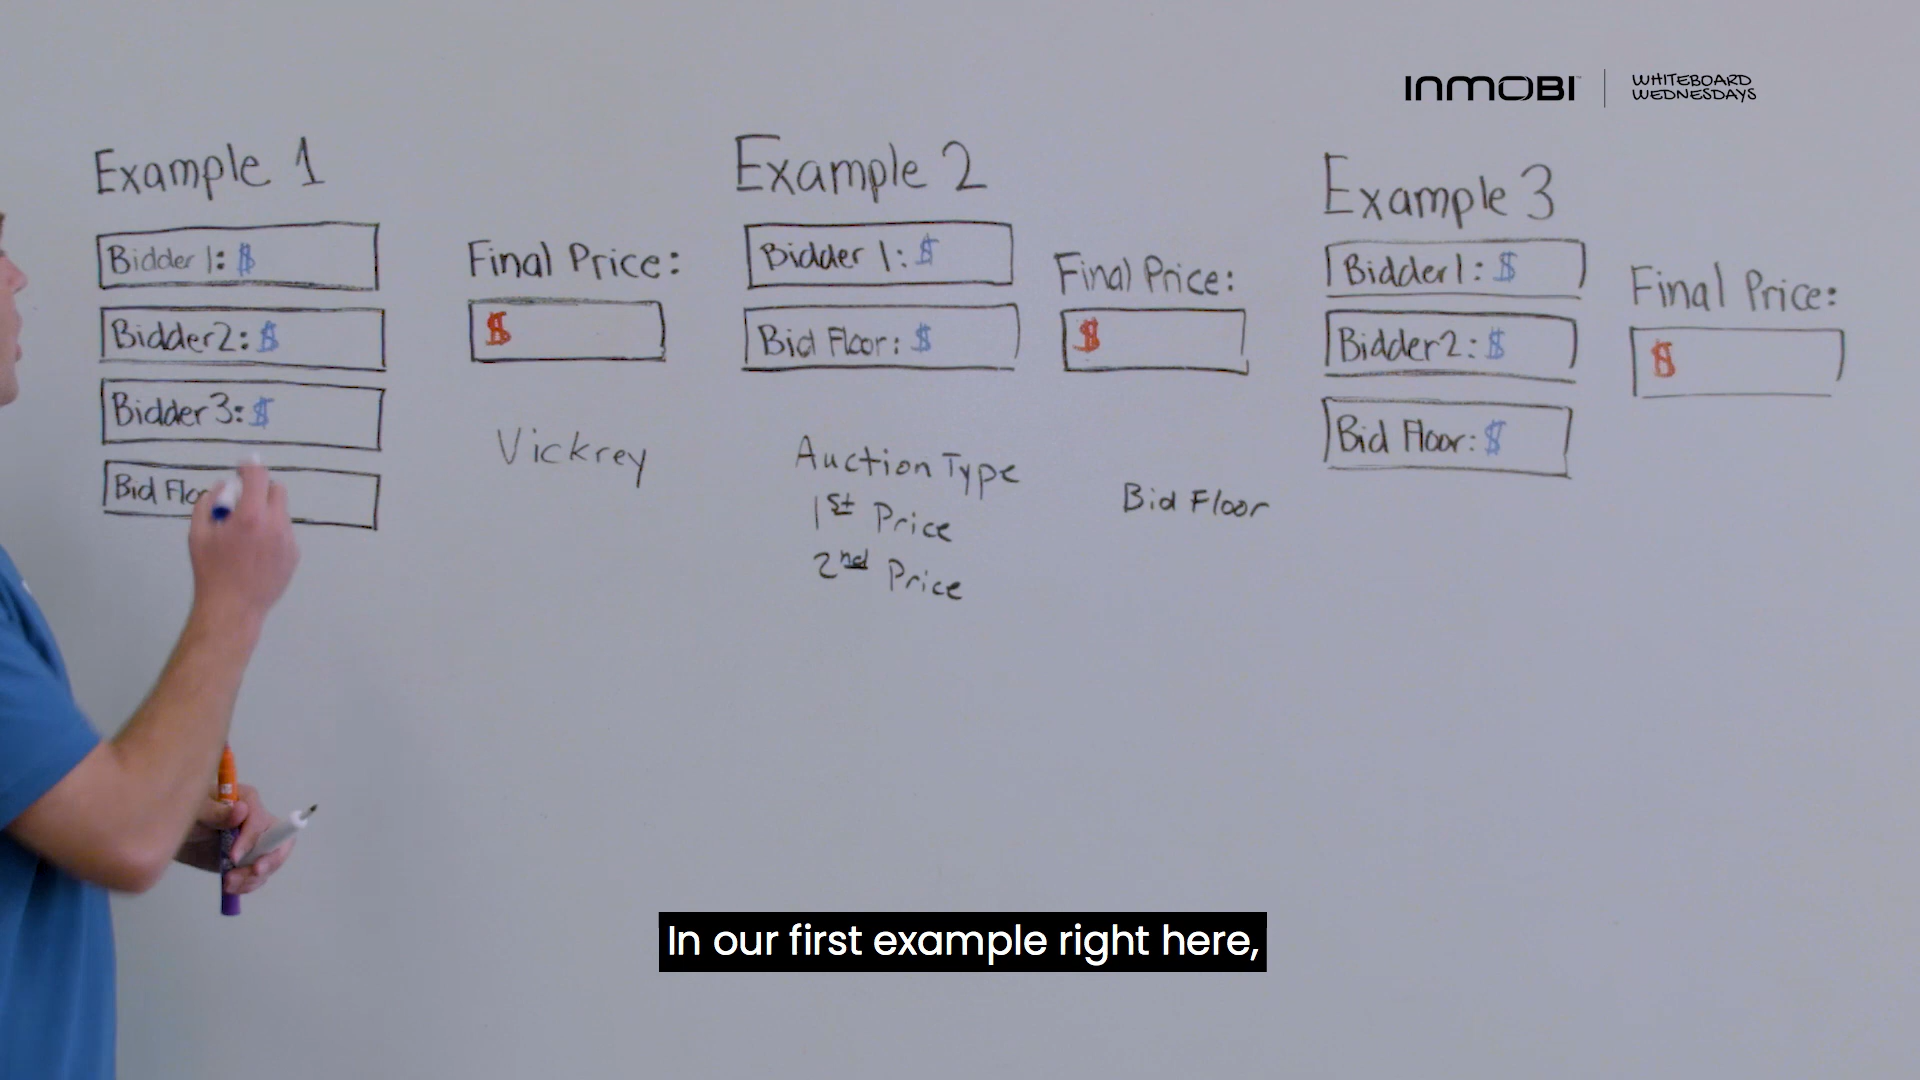 INMOBI
WHITEBOARD
WEDNESDAYS
Example 1
Bidder 1: $
Bidder2: $
Bidder3: $
Bid
Final Price:
$
Vickrey
Example 2
Bidder 1: $
Bid Floor: $
Final Price:
$
Auction Type
1st Price
2nd Price
Bid Floor
Example 3
Bidder1: $
Bidder2: $
Bid Floor: $
Final Price:
$
In our first example right here,